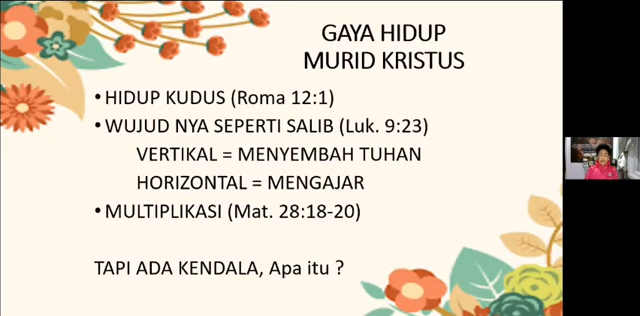 GAYA HIDUP
MURID KRISTUS
• HIDUP KUDUS (Roma 12:1)
• WUJUD NYA SEPERTI SALIB (Luk. 9:23)
VERTIKAL = MENYEMBAH TUHAN
HORIZONTAL = MENGAJAR
• MULTIPLIKASI (Mat. 28:18-20)
TAPI ADA KENDALA, Apa itu ?